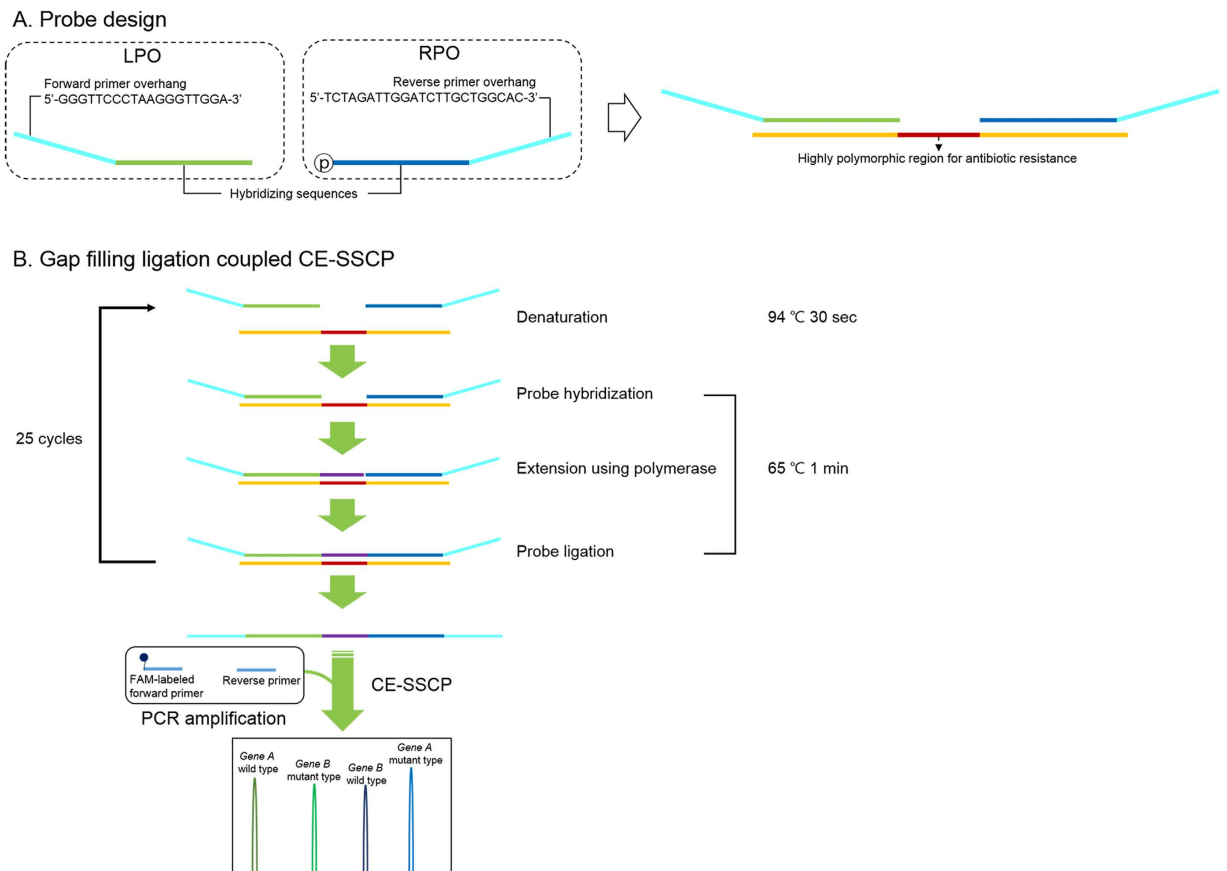 A. Probe design
LPO
Forward primer overhang
5'-GGGTTCCCTAAGGGTTGGA-3'
RPO
Reverse primer overhang
5'-TCTAGATTGGATCTTGCTGGCAC-3'
p
Hybridizing sequences
Highly polymorphic region for antibiotic resistance
B. Gap filling ligation coupled CE-SSCP
Denaturation
94 ℃ 30 sec
Probe hybridization
25 cycles
Extension using polymerase
65 ℃ 1 min
Probe ligation
FAM-labeled
forward primer
Reverse primer
PCR amplification
CE-SSCP
Gene A
wild type
Gene B
mutant type
Gene B
wild type
Gene A
mutant type